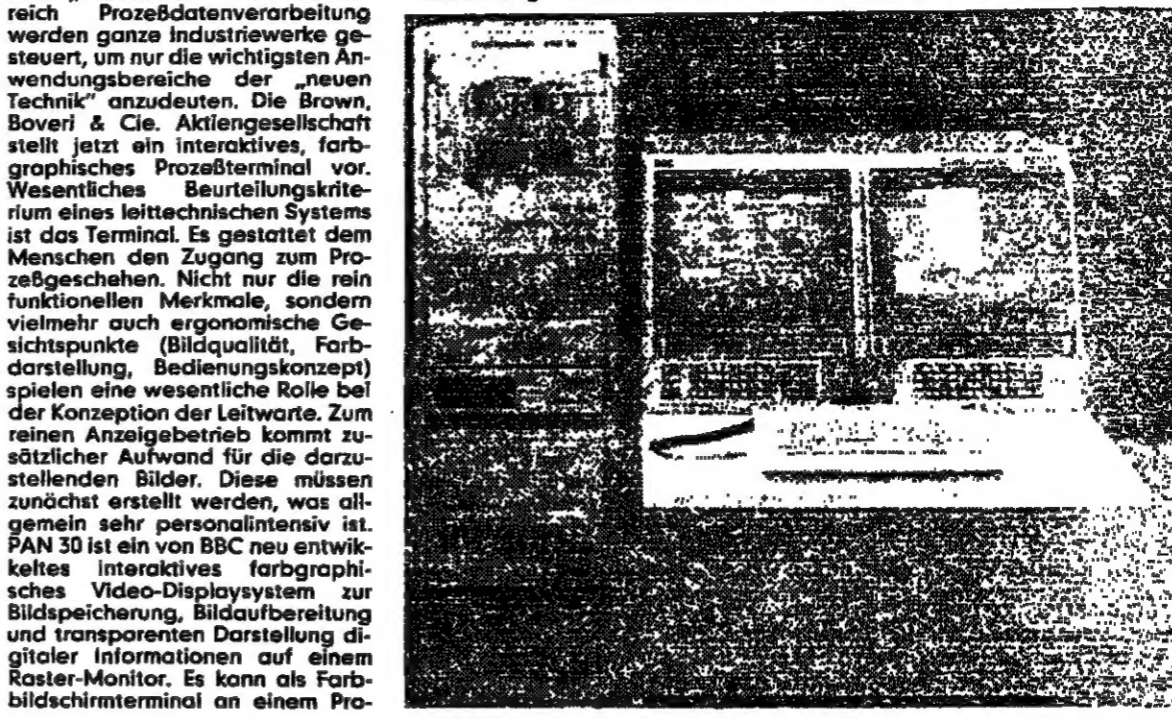 reich Prozeßdatenverarbeitung
werden ganze Industriewerke ge-
steuert, um nur die wichtigsten An-
wendungsbereiche der „neuen
Technik" anzudeuten. Die Brown,
Boveri & Cie. Aktiengesellschaft
stellt jetzt ein interaktives, farb-
graphisches Prozeßterminal vor.
Wesentliches Beurteilungskrite-
rium eines leittechnischen Systems
ist das Terminal. Es gestattet dem
Menschen den Zugang zum Pro-
zeßgeschehen. Nicht nur die rein
funktionellen Merkmale, sondern
vielmehr auch ergonomische Ge-
sichtspunkte (Bildqualität, Farb-
darstellung, Bedienungskonzept)
spielen eine wesentliche Rolle bei
der Konzeption der Leitwarte. Zum
reinen Anzeigebetrieb kommt zu-
sätzlicher Aufwand für die darzu-
stellenden Bilder. Diese müssen
zunächst erstellt werden, was all-
gemein sehr personalintensiv ist.
PAN 30 ist ein von BBC neu entwik-
keltes interaktives farbgraphi-
sches Video-Displaysystem zur
Bildspeicherung, Bildaufbereitung
und transparenten Darstellung di-
gitaler Informationen auf einem
Raster-Monitor. Es kann als Farb-
bildschirmterminal an einem Pro-